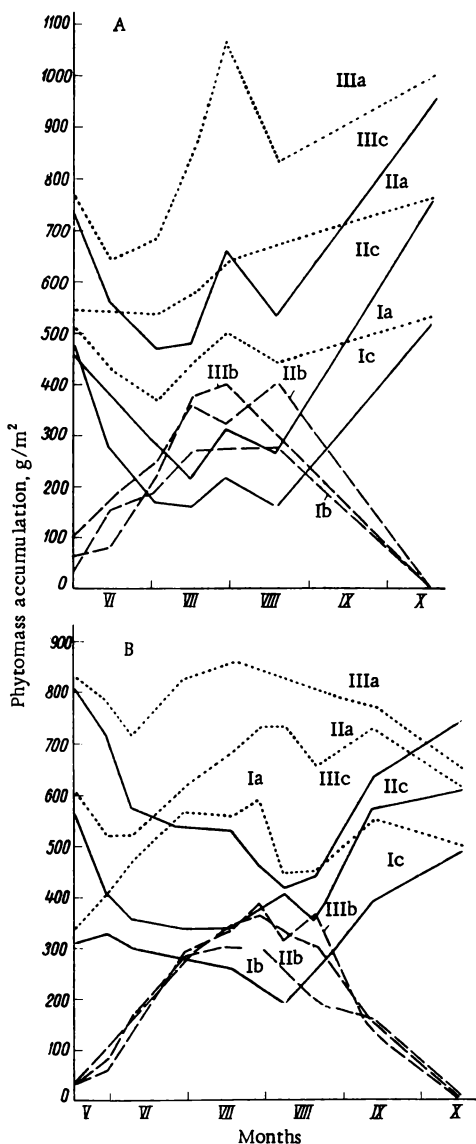 A
1100
1000
900
800
700
600
500
400
300
200
100
0
IIIa
IIIc
IIa
IIc
Ia
Ic
IIIb
IIb
Ib
VI
VII
VIII
IX
X
Phytomass accumulation, g/m²
B
900
800
700
600
500
400
300
200
100
0
IIIa
IIa
Ia
IIIc
IIc
Ic
IIIb
Ib
IIb
V
VI
VII
VIII
IX
X
Months